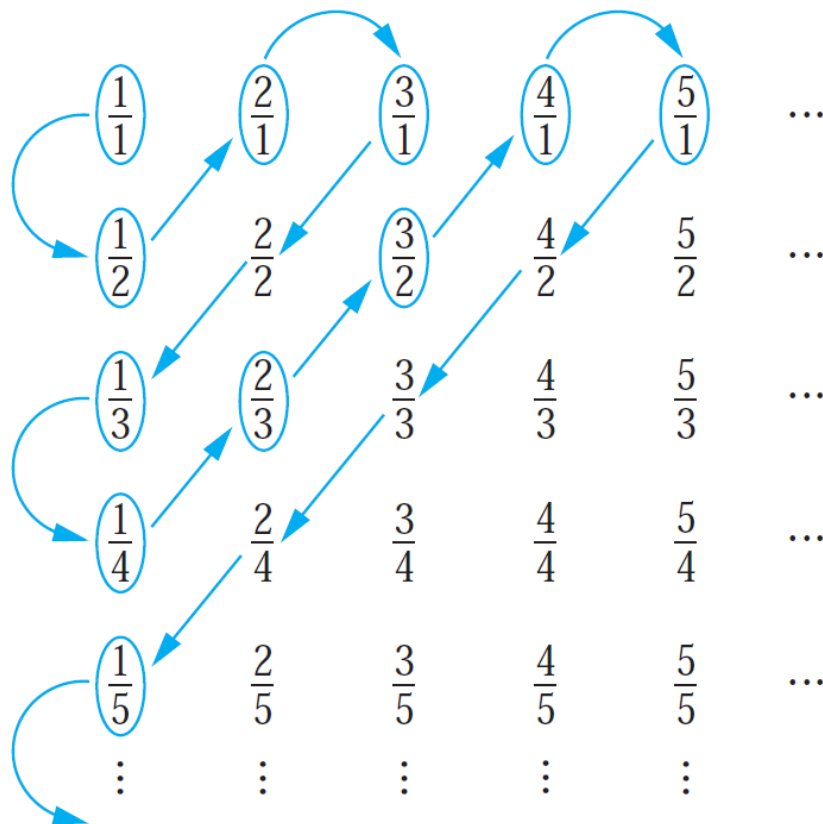 1/1 2/1 3/1 4/1 5/1 ...
1/2 2/2 3/2 4/2 5/2 ...
1/3 2/3 3/3 4/3 5/3 ...
1/4 2/4 3/4 4/4 5/4 ...
1/5 2/5 3/5 4/5 5/5 ...
⋮ ⋮ ⋮ ⋮ ⋮